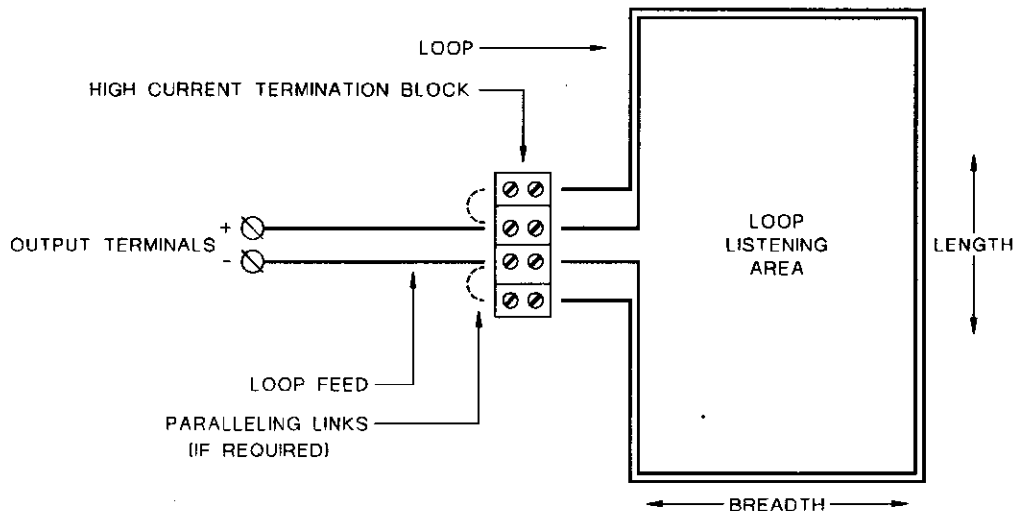 LOOP
HIGH CURRENT TERMINATION BLOCK
+
OUTPUT TERMINALS
-
LOOP
LISTENING
AREA
LENGTH
LOOP FEED
PARALLELING LINKS
(IF REQUIRED)
BREADTH